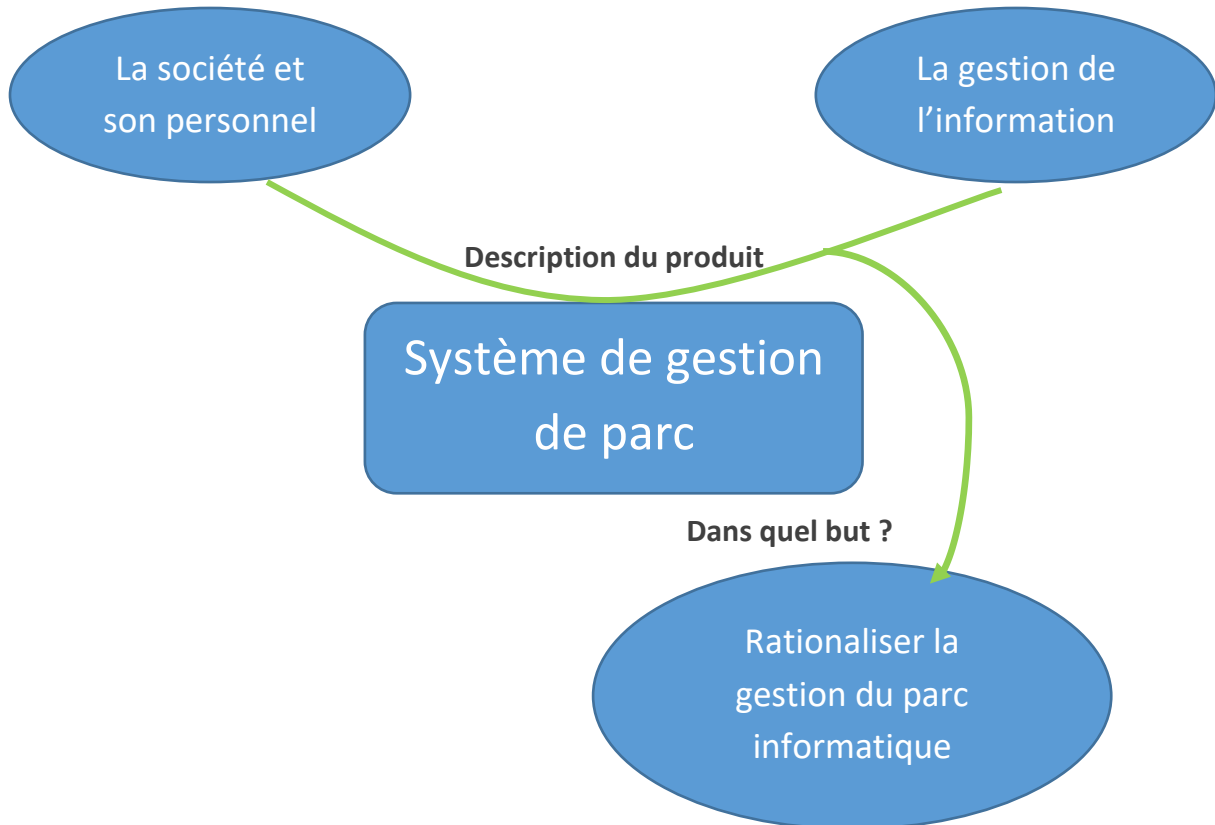 La société et
son personnel
La gestion de
l’information
Description du produit
Système de gestion
de parc
Dans quel but ?
Rationaliser la
gestion du parc
informatique